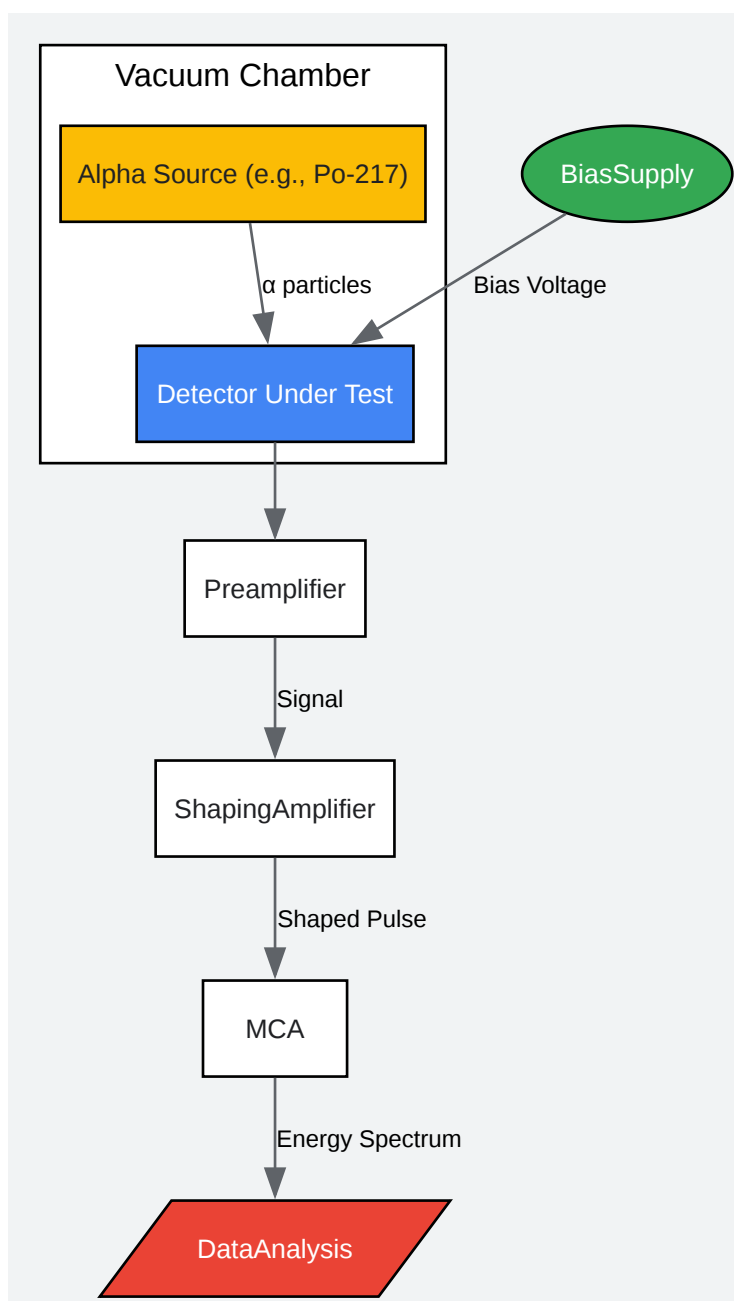 Vacuum Chamber
Alpha Source (e.g., Po-217)
BiasSupply
α particles
Bias Voltage
Detector Under Test
Preamplifier
Signal
ShapingAmplifier
Shaped Pulse
MCA
Energy Spectrum
DataAnalysis